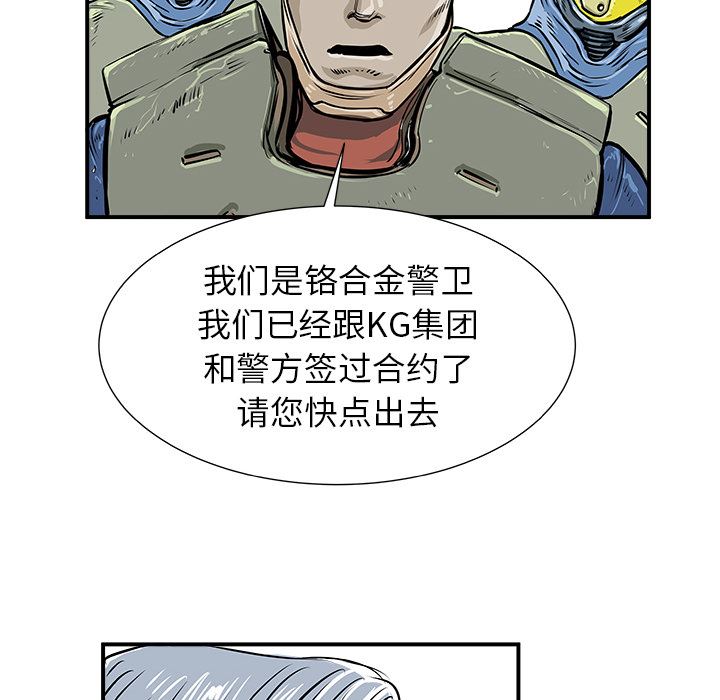 我们是铬合金警卫
我们已经跟KG集团
和警方签过合约了
请您快点出去